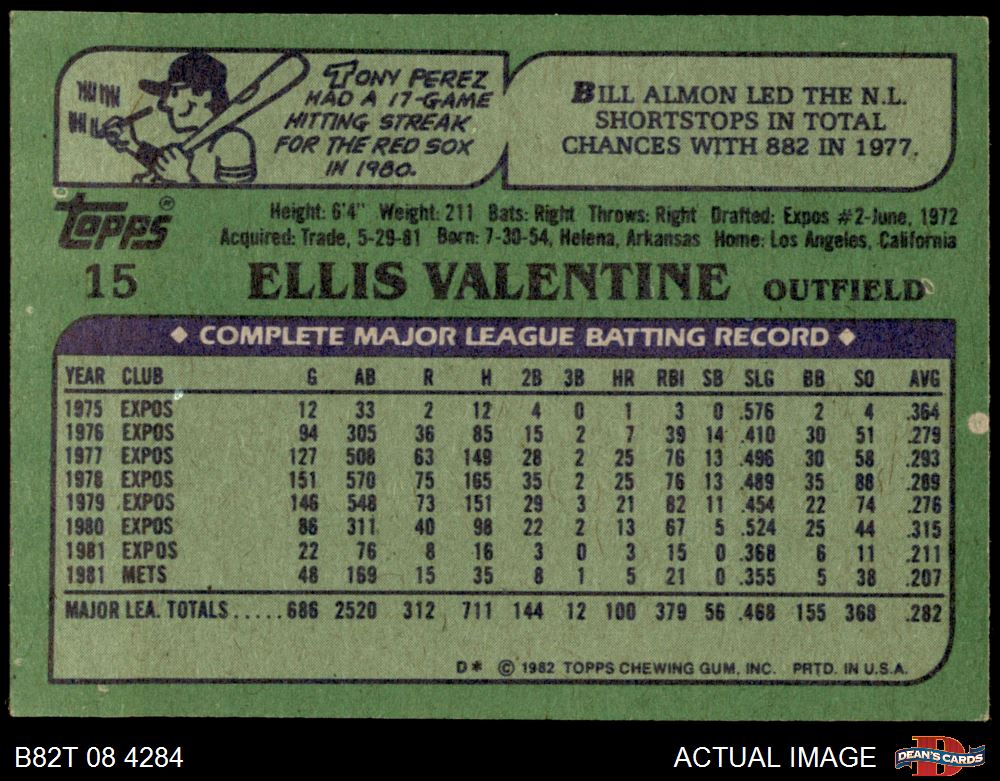 TONY PEREZ
HAD A 17-GAME
HITTING STREAK
FOR THE RED SOX
IN 1980.
BILL ALMON LED THE N.L.
SHORTSTOPS IN TOTAL
CHANCES WITH 882 IN 1977.
TOPPS®
Height: 6'4" Weight: 211 Bats: Right Throws: Right Drafted: Expos #2-June, 1972
Acquired: Trade, 5-29-81 Born: 7-30-54, Helena, Arkansas Home: Los Angeles, California
15 ELLIS VALENTINE OUTFIELD
◆ COMPLETE MAJOR LEAGUE BATTING RECORD ◆
YEAR CLUB G AB R H 2B 3B HR RBI SB SLG BB SO AVG
1975 EXPOS 12 33 2 12 4 0 1 3 0 .576 2 4 .364
1976 EXPOS 94 305 36 85 15 2 7 39 14 .410 30 51 .279
1977 EXPOS 127 508 63 149 28 2 25 76 13 .496 30 58 .293
1978 EXPOS 151 570 75 165 35 2 25 76 13 .489 35 88 .289
1979 EXPOS 146 548 73 151 29 3 21 82 11 .454 22 74 .276
1980 EXPOS 86 311 40 98 22 2 13 67 5 .524 25 44 .315
1981 EXPOS 22 76 8 16 3 0 3 15 0 .368 6 11 .211
1981 METS 48 169 15 35 8 1 5 21 0 .355 5 38 .207
MAJOR LEA. TOTALS.....686 2520 312 711 144 12 100 379 56 .468 155 368 .282
D* © 1982 TOPPS CHEWING GUM, INC. PRTD. IN U.S.A.
B82T 08 4284 ACTUAL IMAGE
D
DEAN'S CARDS